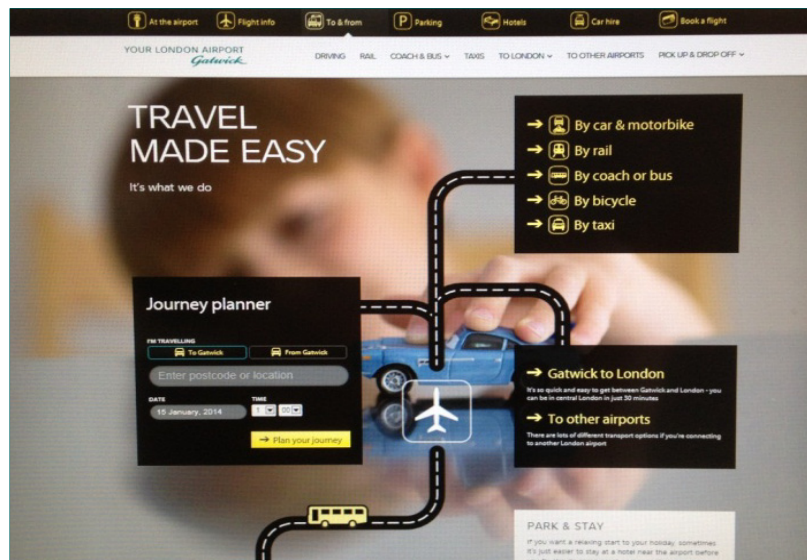 At the airport
Flight info
To & from
P Parking
Hotels
Car hire
Book a flight
YOUR LONDON AIRPORT
Gatwick
DRIVING RAIL COACH & BUS TAXIS TO LONDON TO OTHER AIRPORTS PICK UP & DROP OFF
TRAVEL
MADE EASY
It's what we do
By car & motorbike
By rail
By coach or bus
By bicycle
By taxi
Journey planner
I'M TRAVELLING
To Gatwick
From Gatwick
Enter postcode or location
DATE TIME
15 January, 2014 1 00
Plan your journey
Gatwick to London
It's so quick and easy to get between Gatwick and London - you
can be in central London in just 30 minutes
To other airports
There are lots of different transport options if you're connecting
to another London airport
PARK & STAY
If you want a relaxing start to your holiday, sometimes
it's just easier to stay at a hotel near the airport before